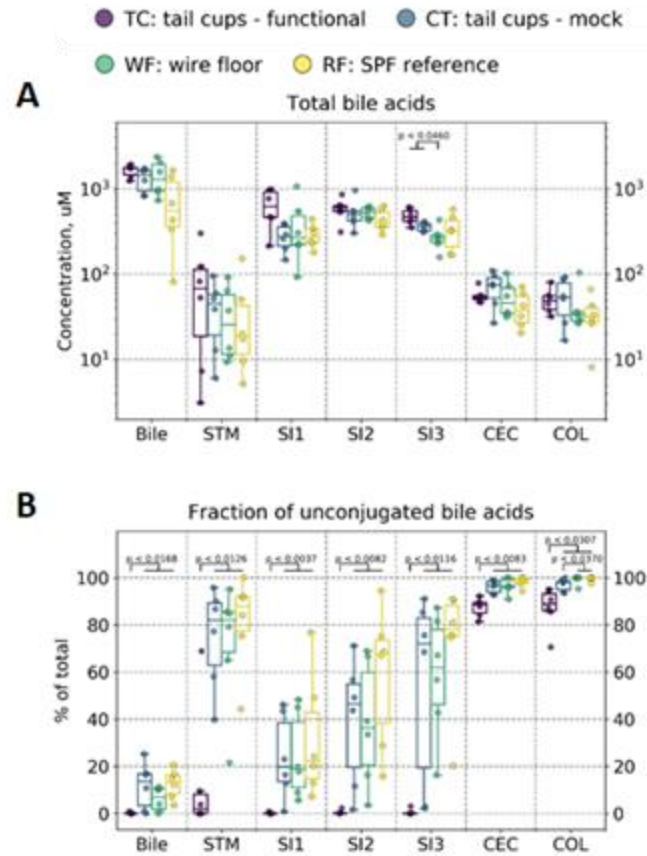 TC: tail cups - functional CT: tail cups - mock
WF: wire floor RF: SPF reference
A
Total bile acids
p < 0.0460
Concentration, uM
10³ 10³
10² 10²
10¹ 10¹
Bile STM SI1 SI2 SI3 CEC COL
B
Fraction of unconjugated bile acids
p < 0.0307
p < 0.0168 p < 0.0126 p < 0.0037 p < 0.0082 p < 0.0116 p < 0.0083 p < 0.0370
% of total
100 100
80 80
60 60
40 40
20 20
0 0
Bile STM SI1 SI2 SI3 CEC COL